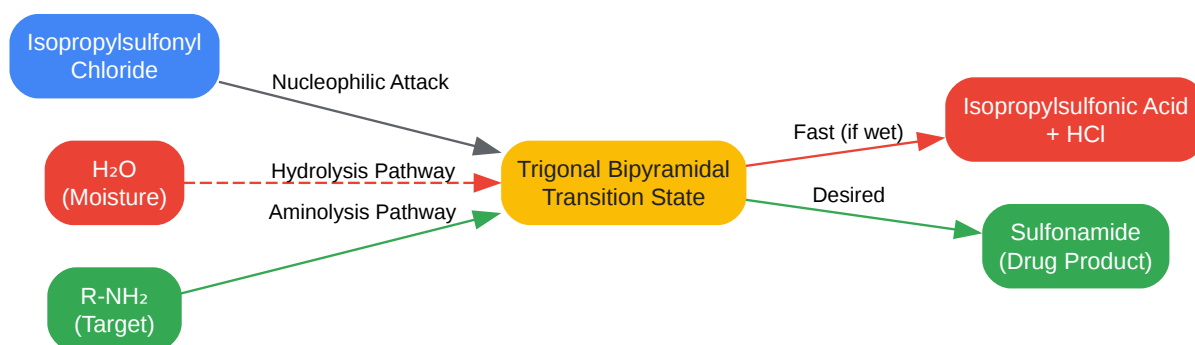 Isopropylsulfonyl
Chloride
Nucleophilic Attack
H₂O
(Moisture)
Hydrolysis Pathway
Aminolysis Pathway
R-NH₂
(Target)
Trigonal Bipyramidal
Transition State
Fast (if wet)
Isopropylsulfonic Acid
+ HCl
Desired
Sulfonamide
(Drug Product)